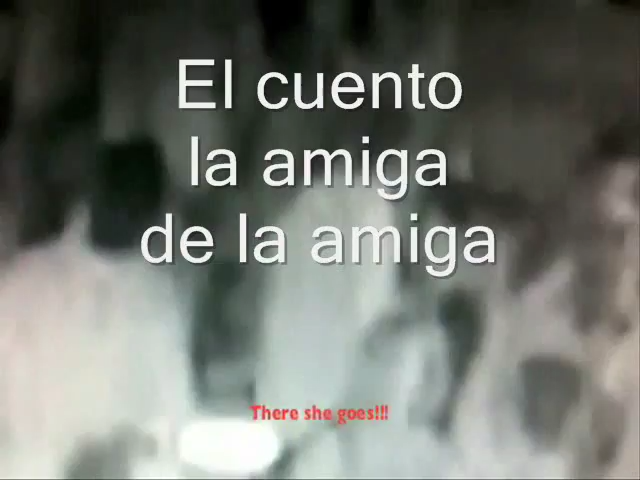 El cuento
la amiga
de la amiga
There she goes!!!